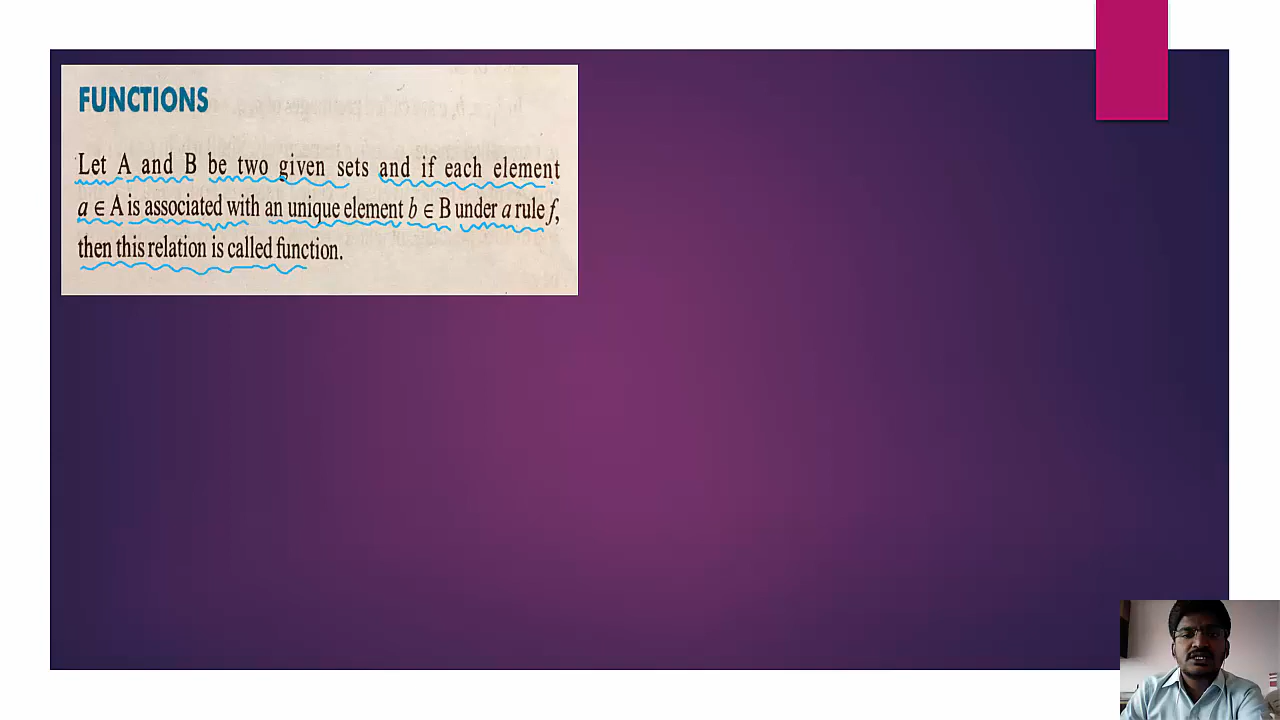 FUNCTIONS
Let A and B be two given sets and if each element
a ∈ A is associated with an unique element b ∈ B under a rule f,
then this relation is called function.